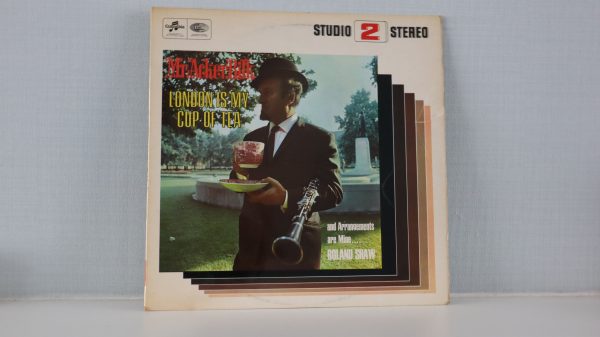 STUDIO 2 STEREO
Mr. Acker Bilk
LONDON IS MY
CUP OF TEA
and Arrangements
are Mine.....
ROLAND SHAW